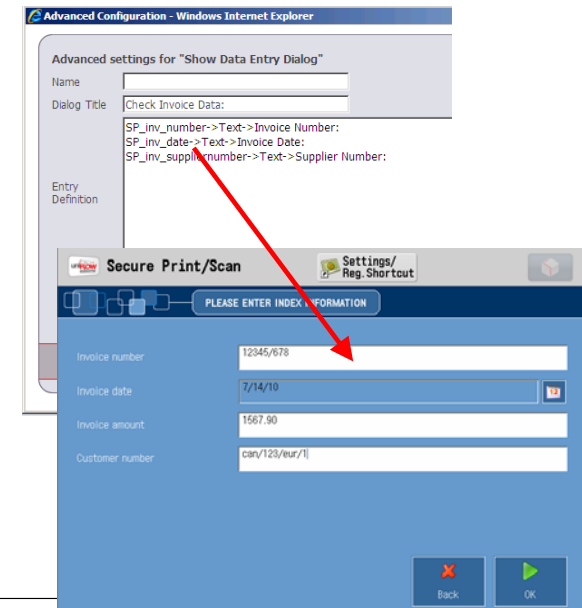 Advanced Configuration - Windows Internet Explorer
Advanced settings for "Show Data Entry Dialog"
Name
Dialog Title Check Invoice Data:
SP_inv_number->Text->Invoice Number:
SP_inv_date->Text->Invoice Date:
SP_inv_suppliernumber->Text->Supplier Number:
Entry
Definition
Secure Print/Scan
Settings/
Reg.Shortcut
PLEASE ENTER INDEX INFORMATION
Invoice number 12345/678
Invoice date 7/14/10
Invoice amount 1567.90
Customer number can/123/eur/1
Back OK